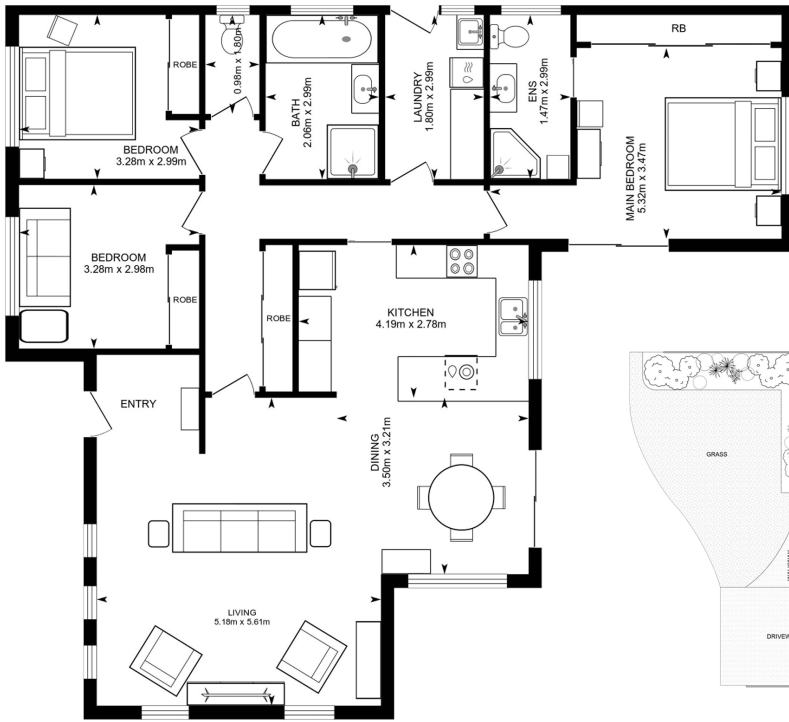 ROBE
BEDROOM
3.28m x 2.99m
0.98m x 1.80m
BATH
2.06m x 2.99m
LAUNDRY
1.80m x 2.99m
ENS
1.47m x 2.99m
RB
MAIN BEDROOM
5.32m x 3.47m
BEDROOM
3.28m x 2.98m
ROBE
ROBE
KITCHEN
4.19m x 2.78m
ENTRY
DINING
3.50m x 3.21m
LIVING
5.18m x 5.61m
GRASS
DRIVEW